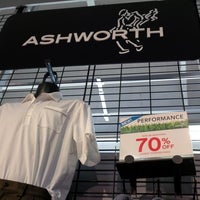 ASHWORTH
PERFORMANCE
70%
OFF